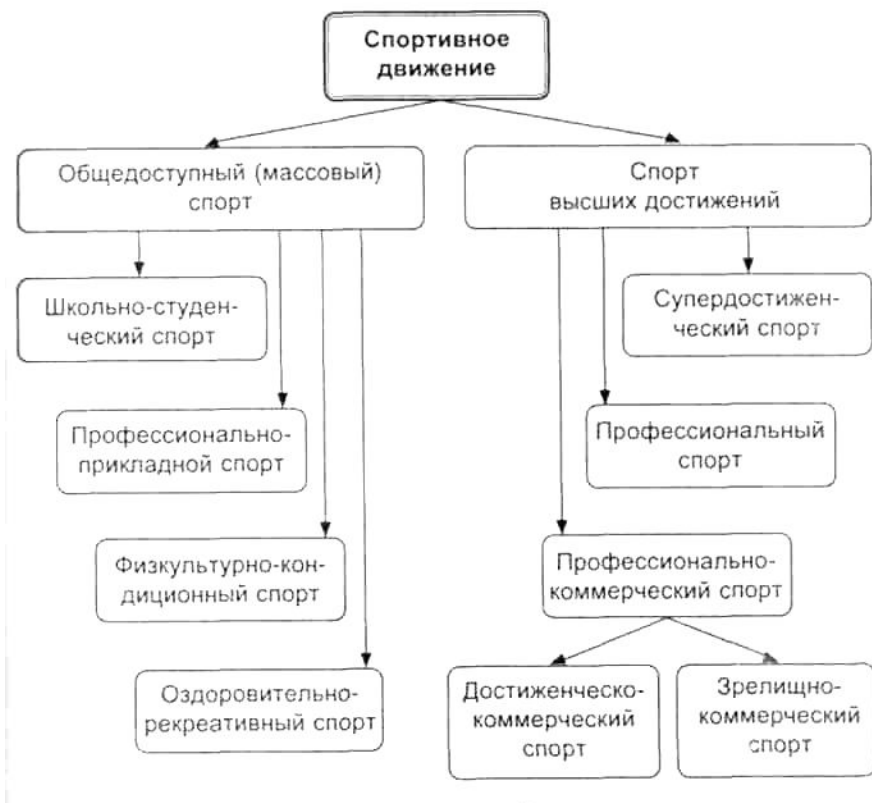 Спортивное
движение
Общедоступный (массовый)
спорт
Спорт
высших достижений
Школьно-студен-
ческий спорт
Супердостижен-
ческий спорт
Профессионально-
прикладной спорт
Профессиональный
спорт
Физкультурно-кон-
диционный спорт
Профессионально-
коммерческий спорт
Оздоровительно-
рекреативный спорт
Достиженческо-
коммерческий
спорт
Зрелищно-
коммерческий
спорт